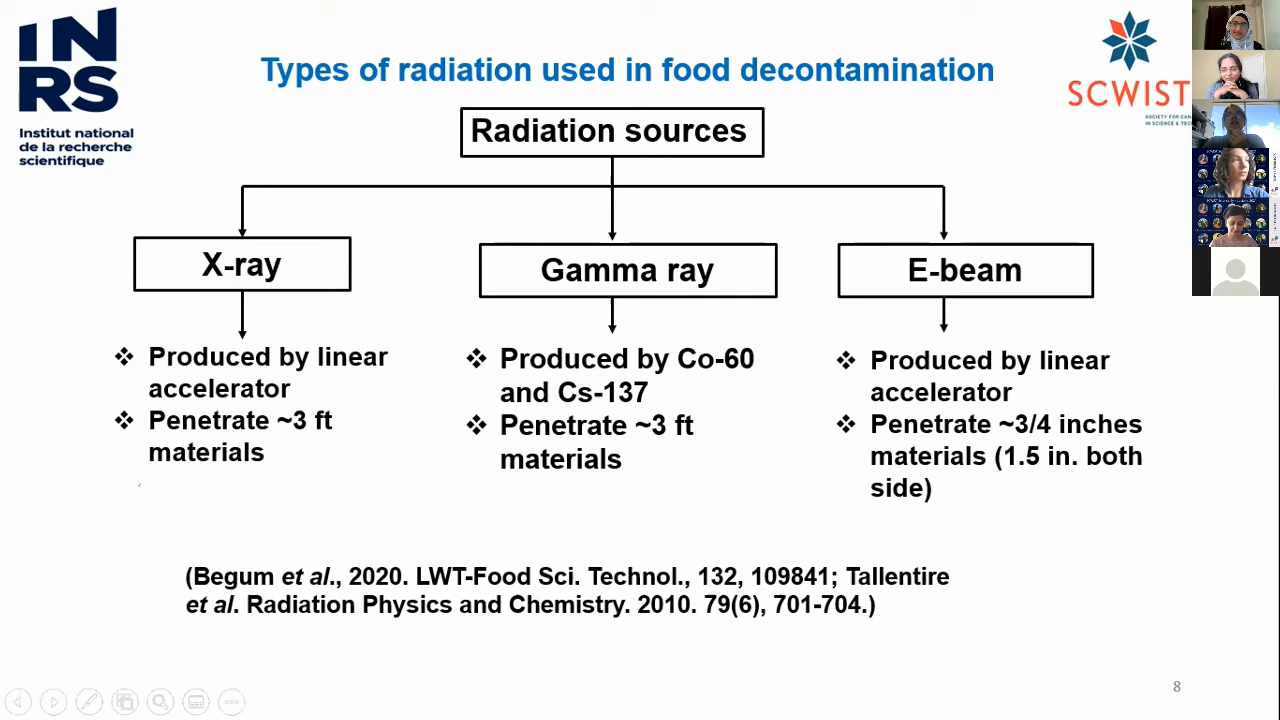 INRS
Institut national
de la recherche
scientifique
Types of radiation used in food decontamination
SCWIST
SOCIETY FOR
IN SCIENCE & TEC
Radiation sources
X-ray
Gamma ray
E-beam
❖ Produced by linear
accelerator
❖ Penetrate ~3 ft
materials
❖ Produced by Co-60
and Cs-137
❖ Penetrate ~3 ft
materials
❖ Produced by linear
accelerator
❖ Penetrate ~3/4 inches
materials (1.5 in. both
side)
(Begum et al., 2020. LWT-Food Sci. Technol., 132, 109841; Tallentire
et al. Radiation Physics and Chemistry. 2010. 79(6), 701-704.)
8